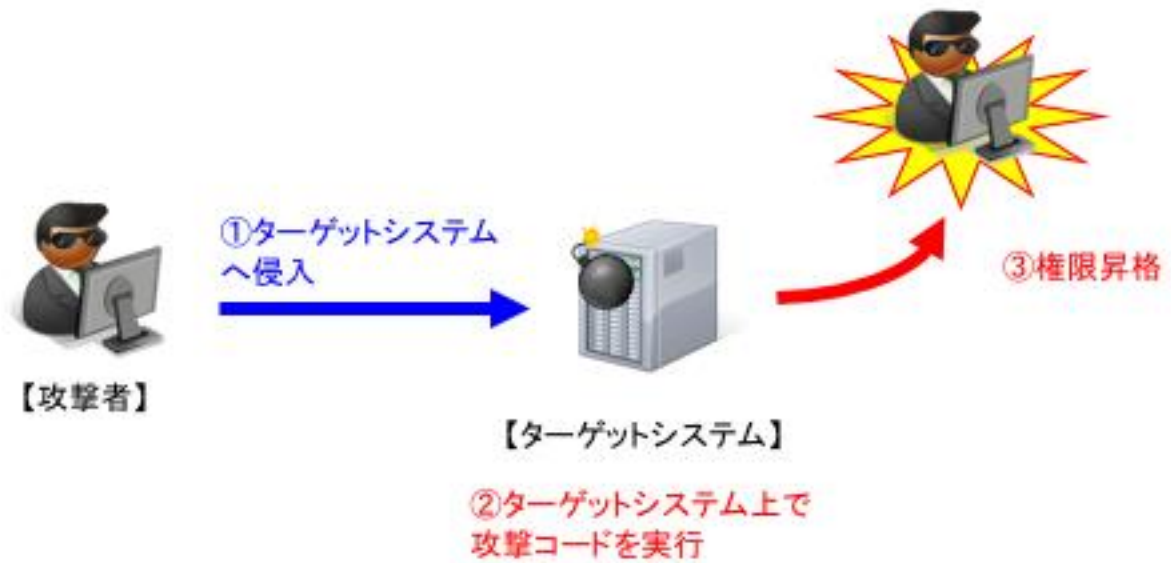 ①ターゲットシステム
へ侵入
③権限昇格
【攻撃者】
【ターゲットシステム】
②ターゲットシステム上で
攻撃コードを実行